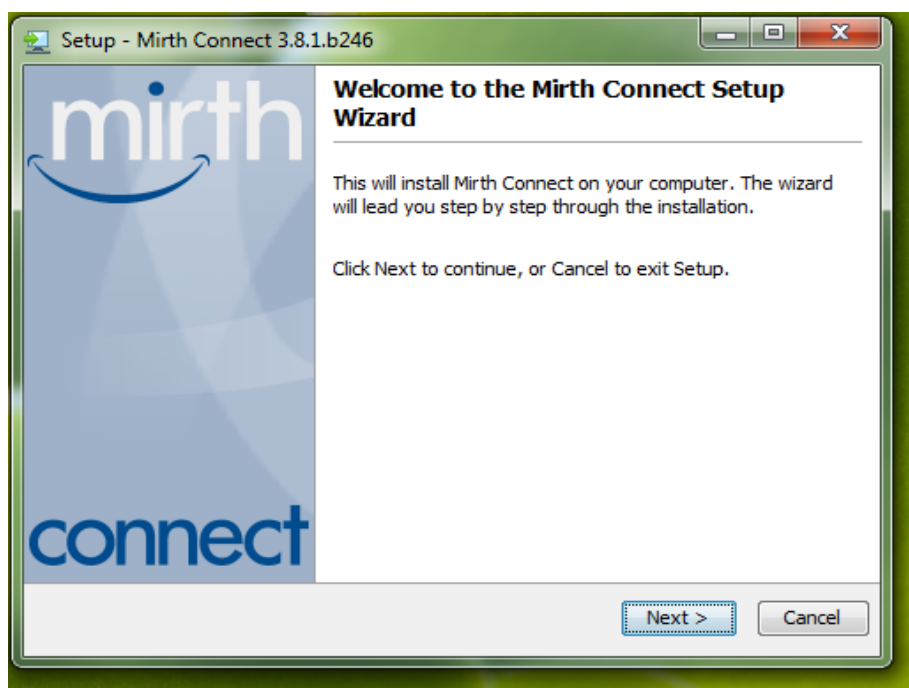 Setup - Mirth Connect 3.8.1.b246
mirth
connect
Welcome to the Mirth Connect Setup
Wizard
This will install Mirth Connect on your computer. The wizard
will lead you step by step through the installation.
Click Next to continue, or Cancel to exit Setup.
Next >
Cancel